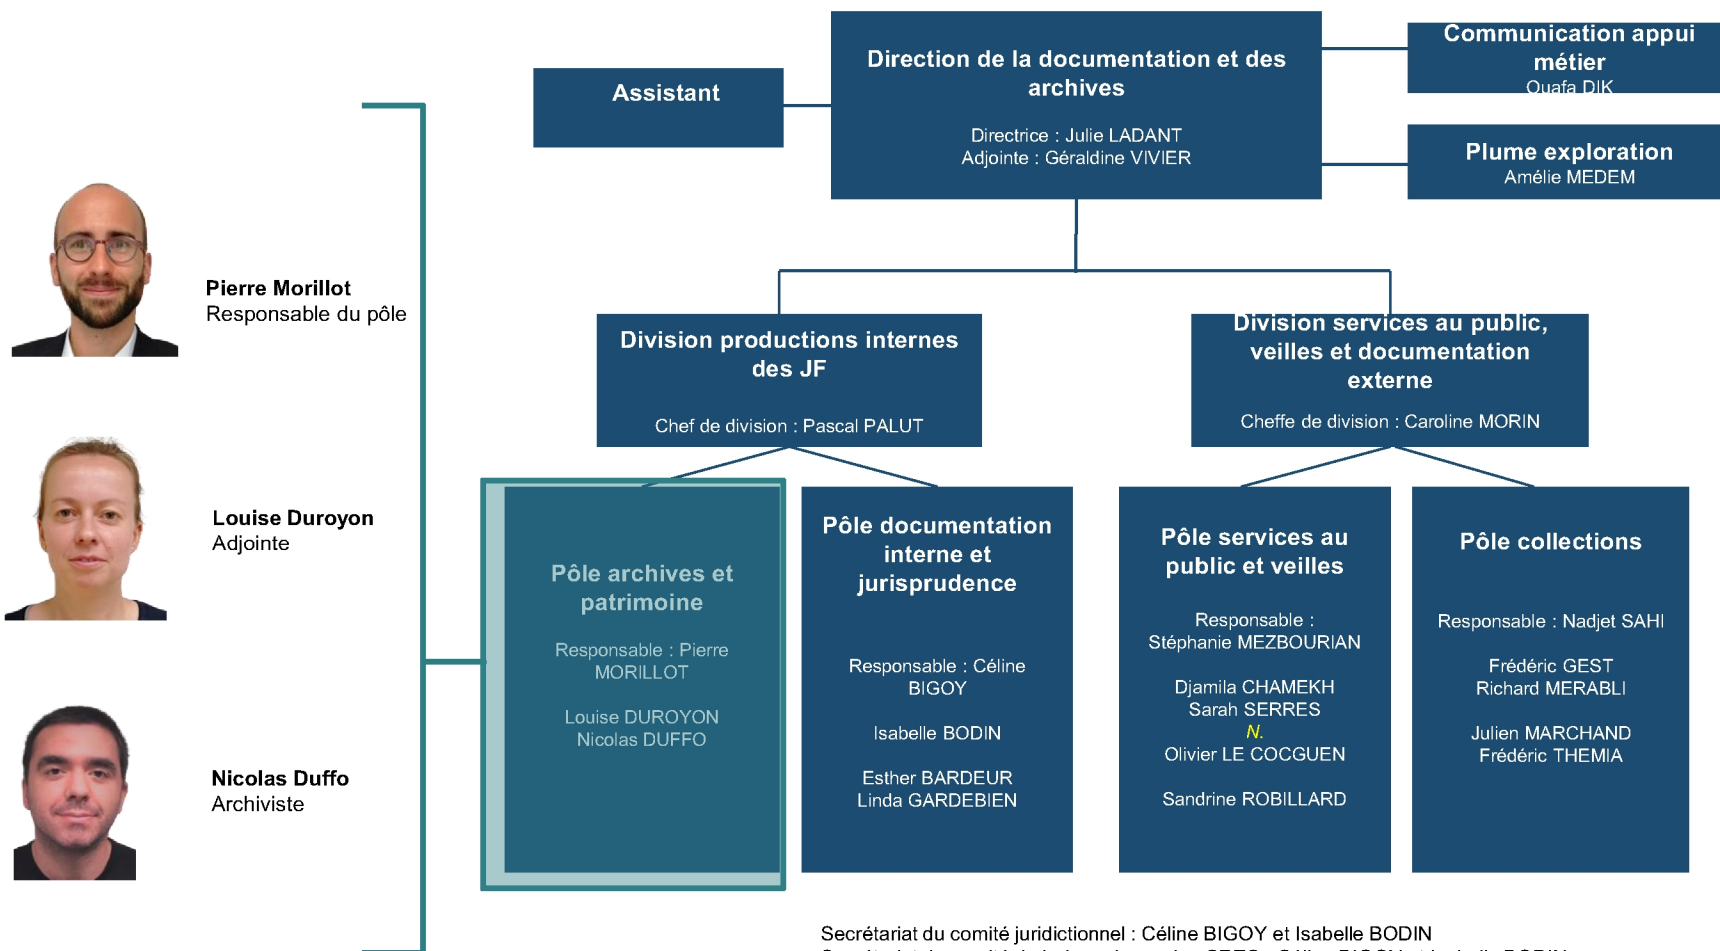 Communication appui
métier
Ouafa DIK
Direction de la documentation et des
archives
Directrice : Julie LADANT
Adjointe : Géraldine VIVIER
Assistant
Plume exploration
Amélie MEDEM
Pierre Morillot
Responsable du pôle
Louise Duroyon
Adjointe
Nicolas Duffo
Archiviste
Division productions internes
des JF
Chef de division : Pascal PALUT
Division services au public,
veilles et documentation
externe
Cheffe de division : Caroline MORIN
Pôle archives et
patrimoine
Responsable : Pierre
MORILLOT
Louise DUROYON
Nicolas DUFFO
Pôle documentation
interne et
jurisprudence
Responsable : Céline
BIGOY
Isabelle BODIN
Esther BARDEUR
Linda GARDEBIEN
Pôle services au
public et veilles
Responsable :
Stéphanie MEZBOURIAN
Djamila CHAMEKH
Sarah SERRES
N.
Olivier LE COCGUEN
Sandrine ROBILLARD
Pôle collections
Responsable : Nadjet SAHI
Frédéric GEST
Richard MERABLI
Julien MARCHAND
Frédéric THEMIA
Secrétariat du comité juridictionnel : Céline BIGOY et Isabelle BODIN